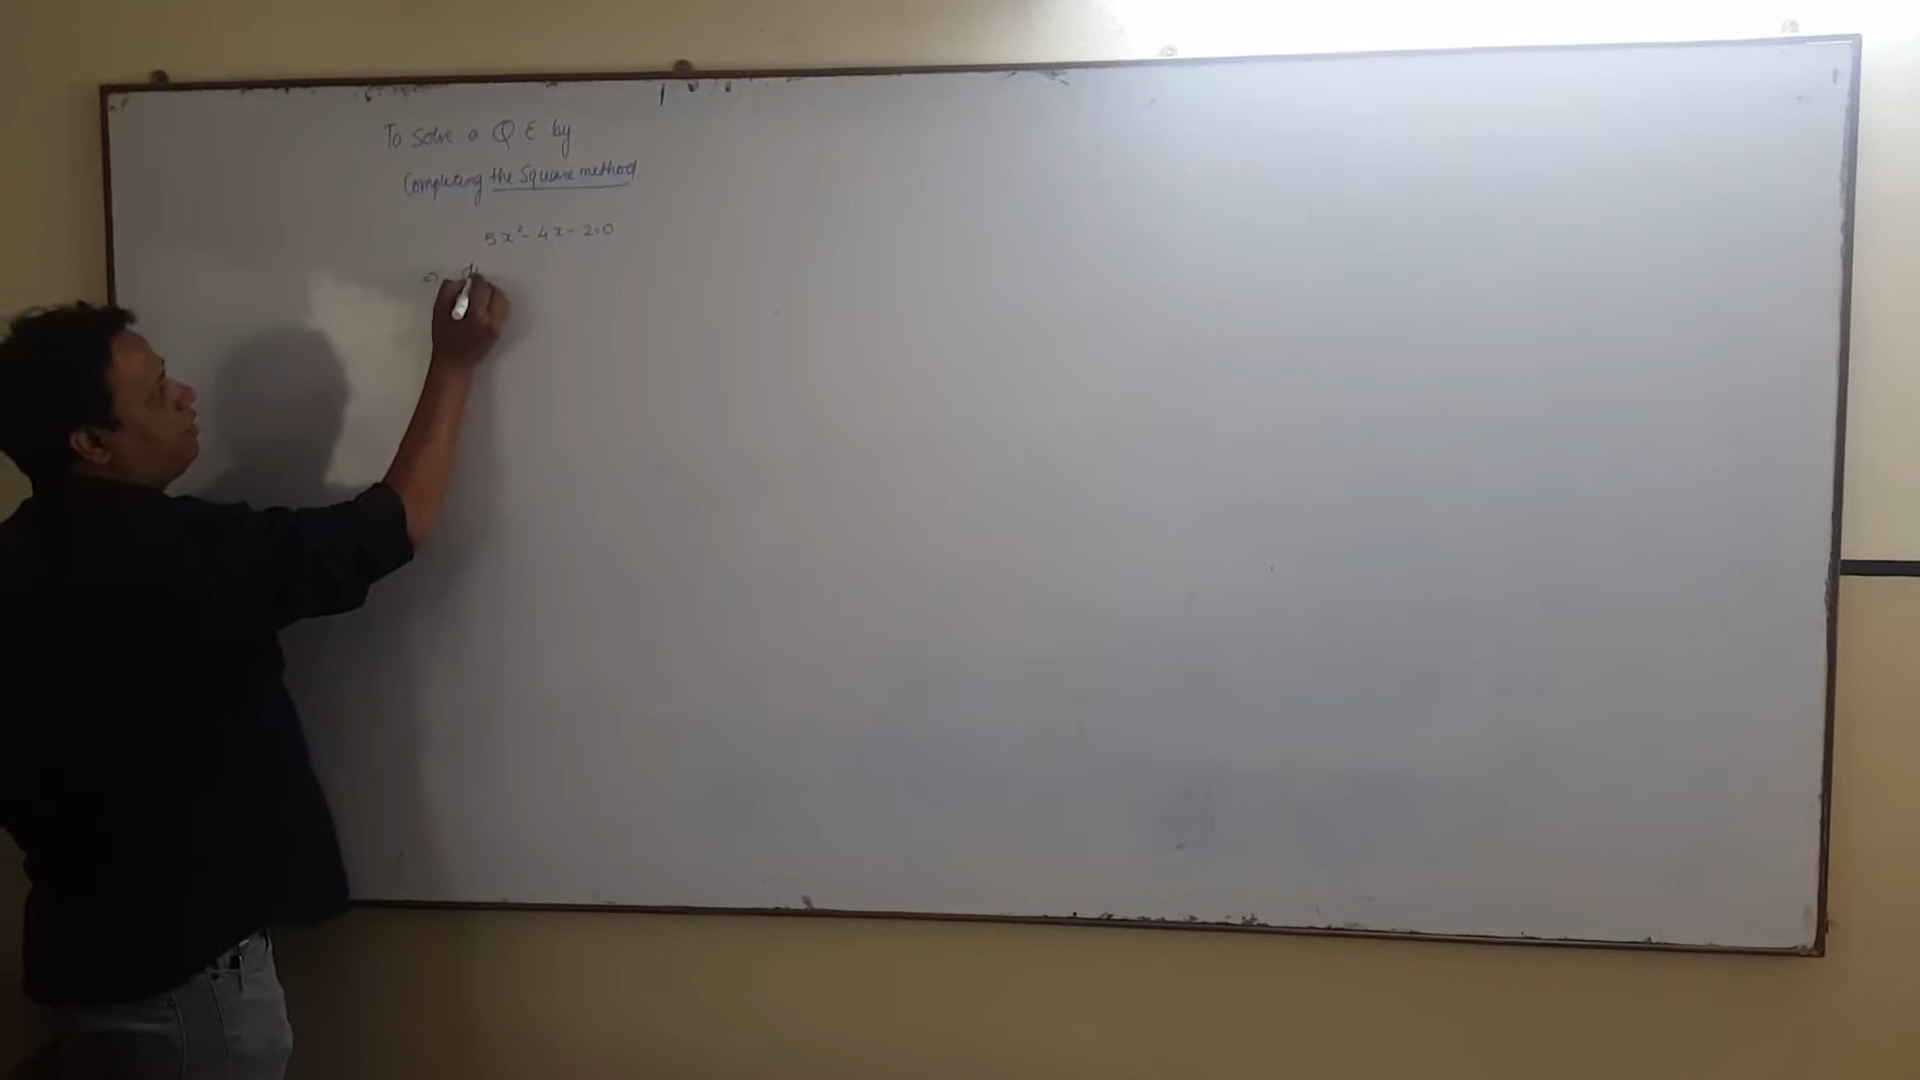 To solve a Q.E by
Completing the Square method.
5x² - 4x - 2=0
⇒